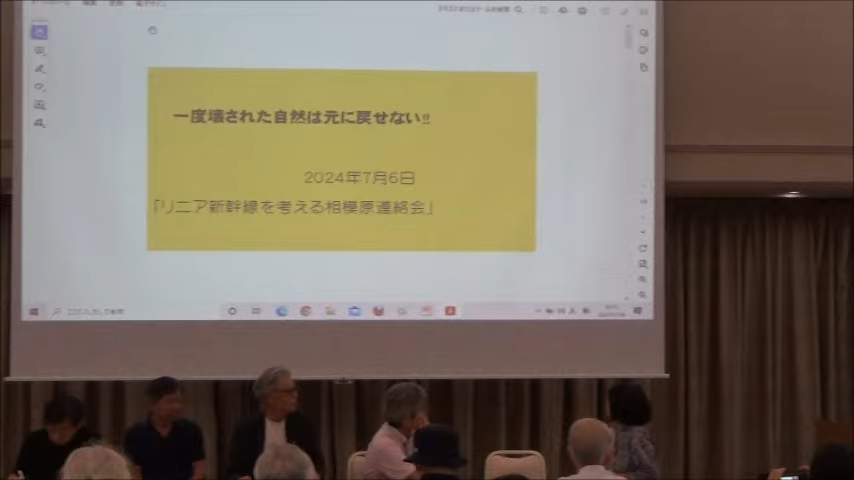 一度壊された自然は元に戻せない!!
2024年7月6日
「リニア新幹線を考える相模原連絡会」